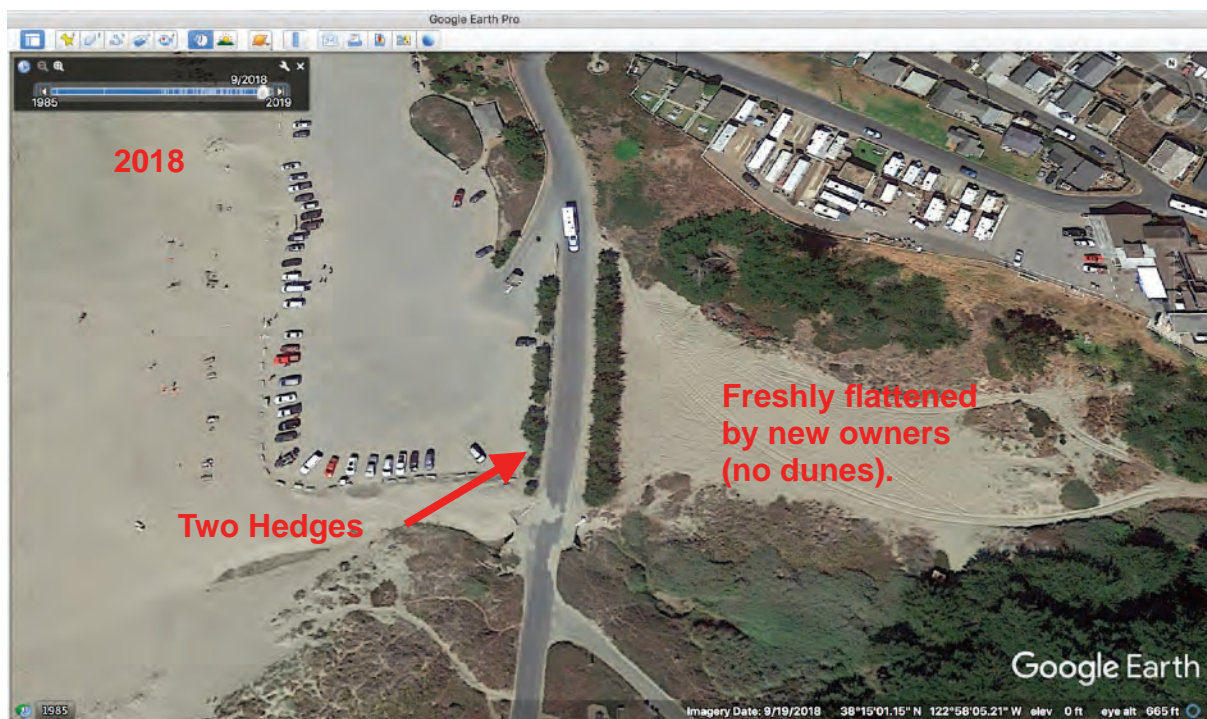 Google Earth Pro
N
9/2018
1985
2019
2018
Freshly flattened
by new owners
(no dunes).
Two Hedges
Google Earth
1985
Imagery Date: 9/19/2018 38°15'01.15" N 122°58'05.21" W elev 0 ft eye alt 665 ft